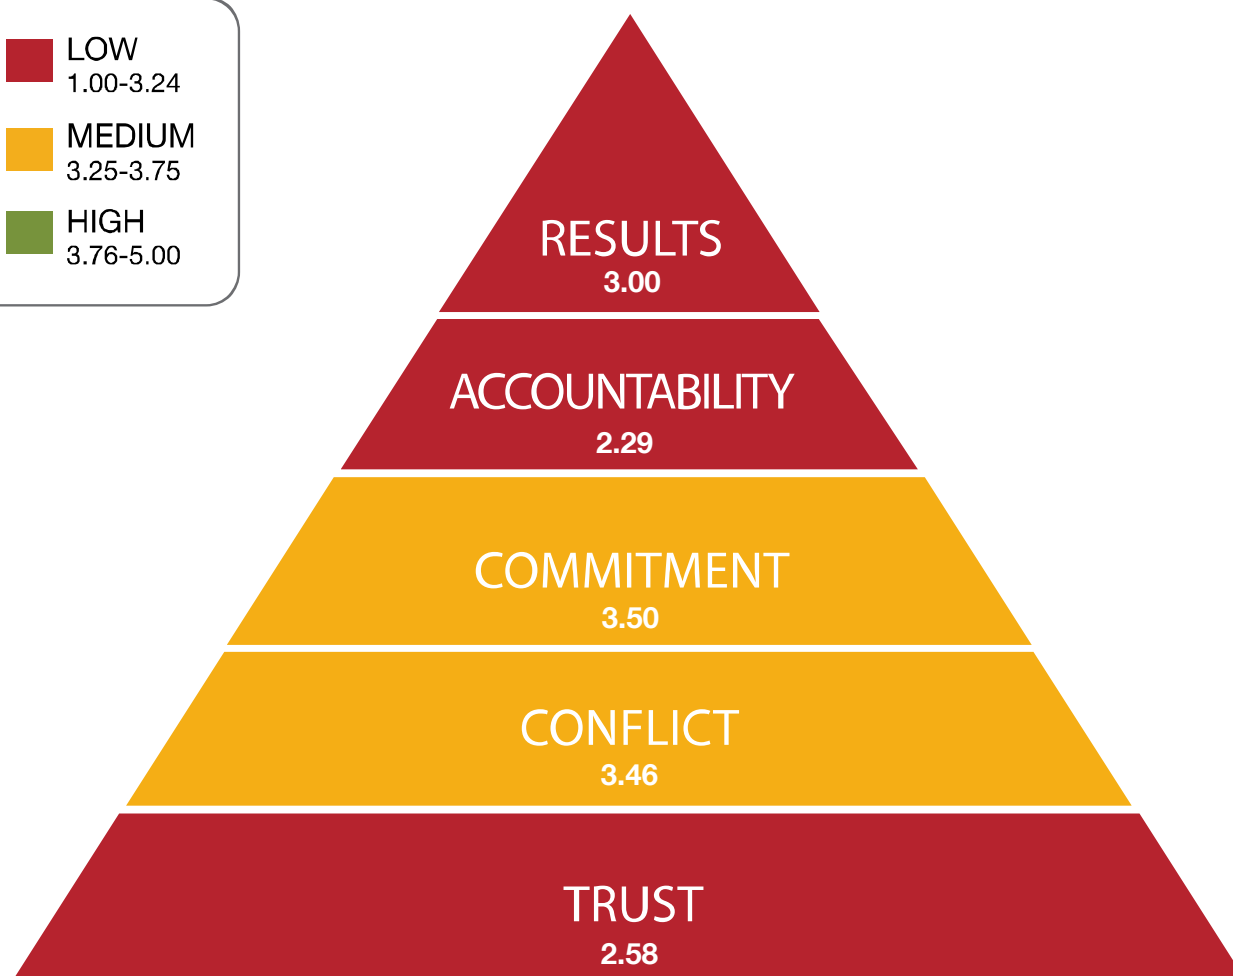 LOW
1.00-3.24
MEDIUM
3.25-3.75
HIGH
3.76-5.00
RESULTS
3.00
ACCOUNTABILITY
2.29
COMMITMENT
3.50
CONFLICT
3.46
TRUST
2.58